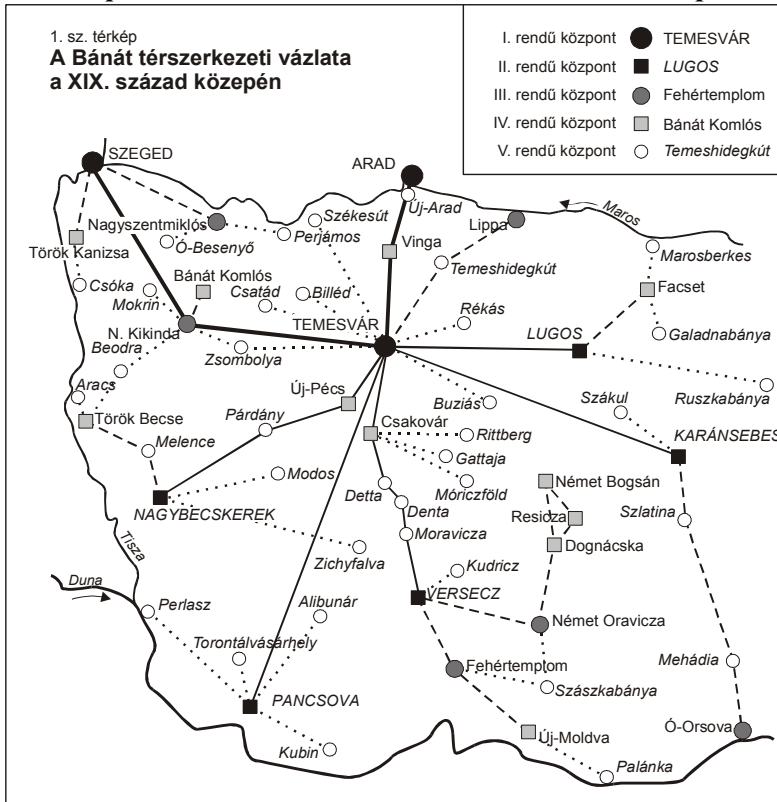 1. sz. térkép
A Bánát térszerkezeti vázlata
a XIX. század közepén
I. rendű központ TEMESVÁR
II. rendű központ LUGOS
III. rendű központ Fehértemplom
IV. rendű központ Bánát Komlós
V. rendű központ Temeshidegkút
SZEGED
ARAD
Új-Arad
Maros
Nagyszentmiklós
Székesút
Lippa
Török Kanizsa
Ó-Besenyő
Perjámos
Vinga
Marosberkes
Temeshidegkút
Csóka
Bánát Komlós
Facset
Mokrin
Csatád
Billéd
N. Kikinda
TEMESVÁR
Rékás
LUGOS
Galadnabánya
Beodra
Zsombolya
Aracs
Új-Pécs
Buziás
Szákul
Ruszkabánya
Török Becse
Párdány
Csakovár
Rittberg
KARÁNSEBES
Melence
Gattaja
Modos
Móriczföld
Német Bogsán
NAGYBECSKEREK
Detta
Denta
Resicza
Szlatina
Tisza
Moravicza
Dognácska
Zichyfalva
Kudricz
Duna
VERSECZ
Perlasz
Alibunár
Német Oravicza
Torontálvásárhely
Fehértemplom
Mehádia
PANCSOVA
Szászkabánya
Új-Moldva
Ó-Orsova
Kubin
Palánka